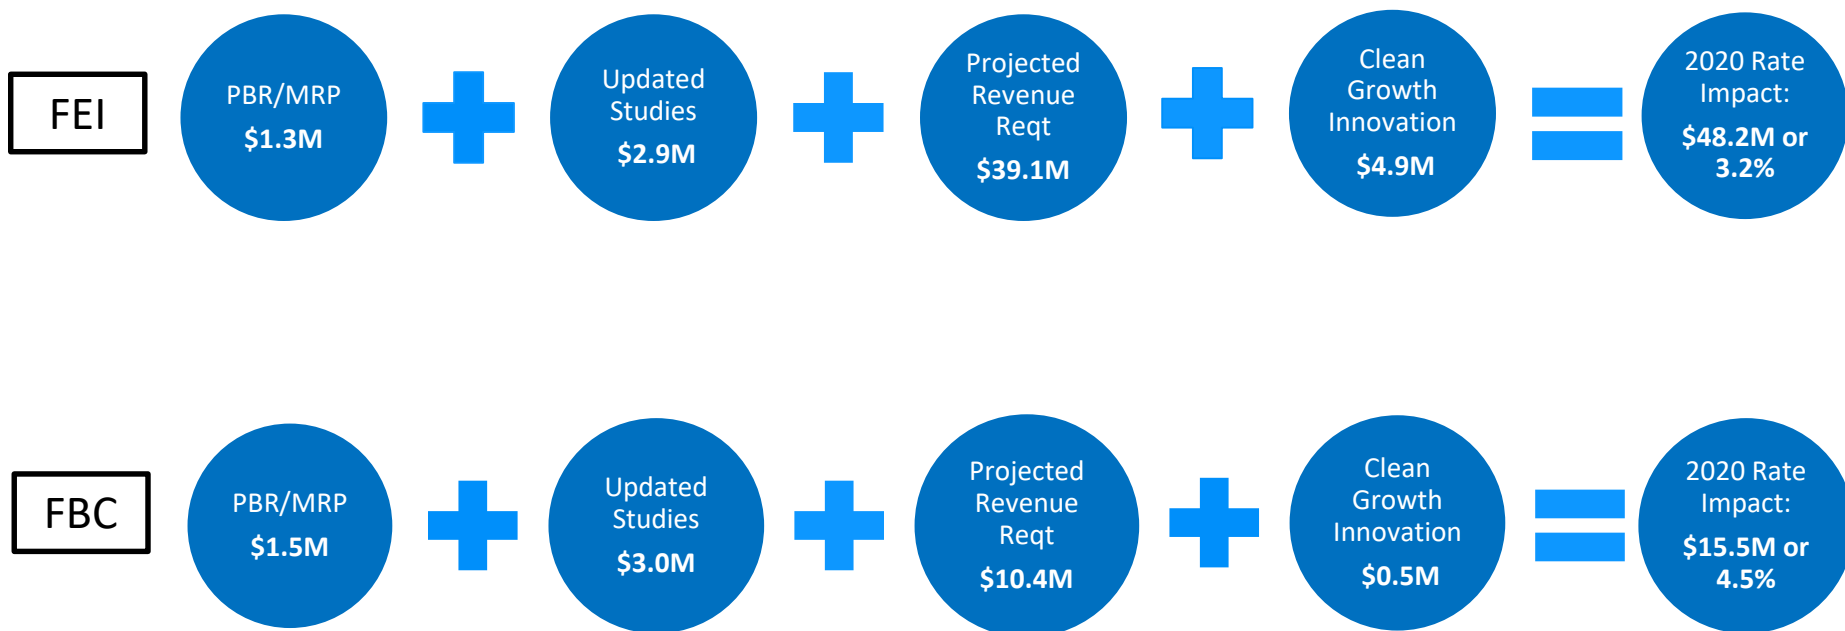 FEI
PBR/MRP
$1.3M
Updated
Studies
$2.9M
Projected
Revenue
Reqt
$39.1M
Clean
Growth
Innovation
$4.9M
2020 Rate
Impact:
$48.2M or
3.2%
FBC
PBR/MRP
$1.5M
Updated
Studies
$3.0M
Projected
Revenue
Reqt
$10.4M
Clean
Growth
Innovation
$0.5M
2020 Rate
Impact:
$15.5M or
4.5%